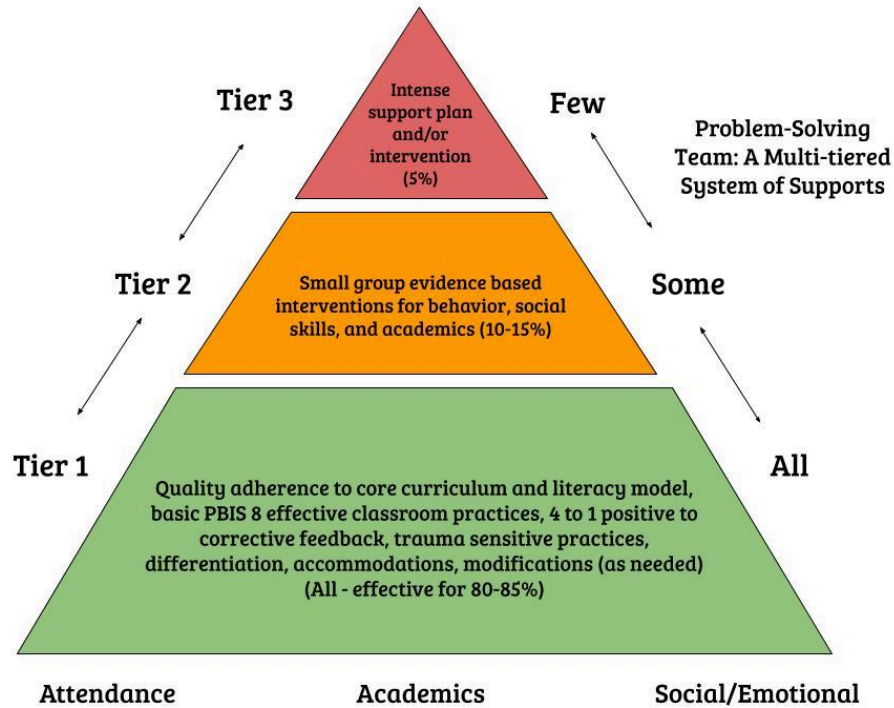 Tier 3
Intense
support plan
and/or
intervention
(5%)
Few
Problem-Solving
Team: A Multi-tiered
System of Supports
Tier 2
Small group evidence based
interventions for behavior, social
skills, and academics (10-15%)
Some
Tier 1
Quality adherence to core curriculum and literacy model,
basic PBIS 8 effective classroom practices, 4 to 1 positive to
corrective feedback, trauma sensitive practices,
differentiation, accommodations, modifications (as needed)
(All - effective for 80-85%)
All
Attendance
Academics
Social/Emotional